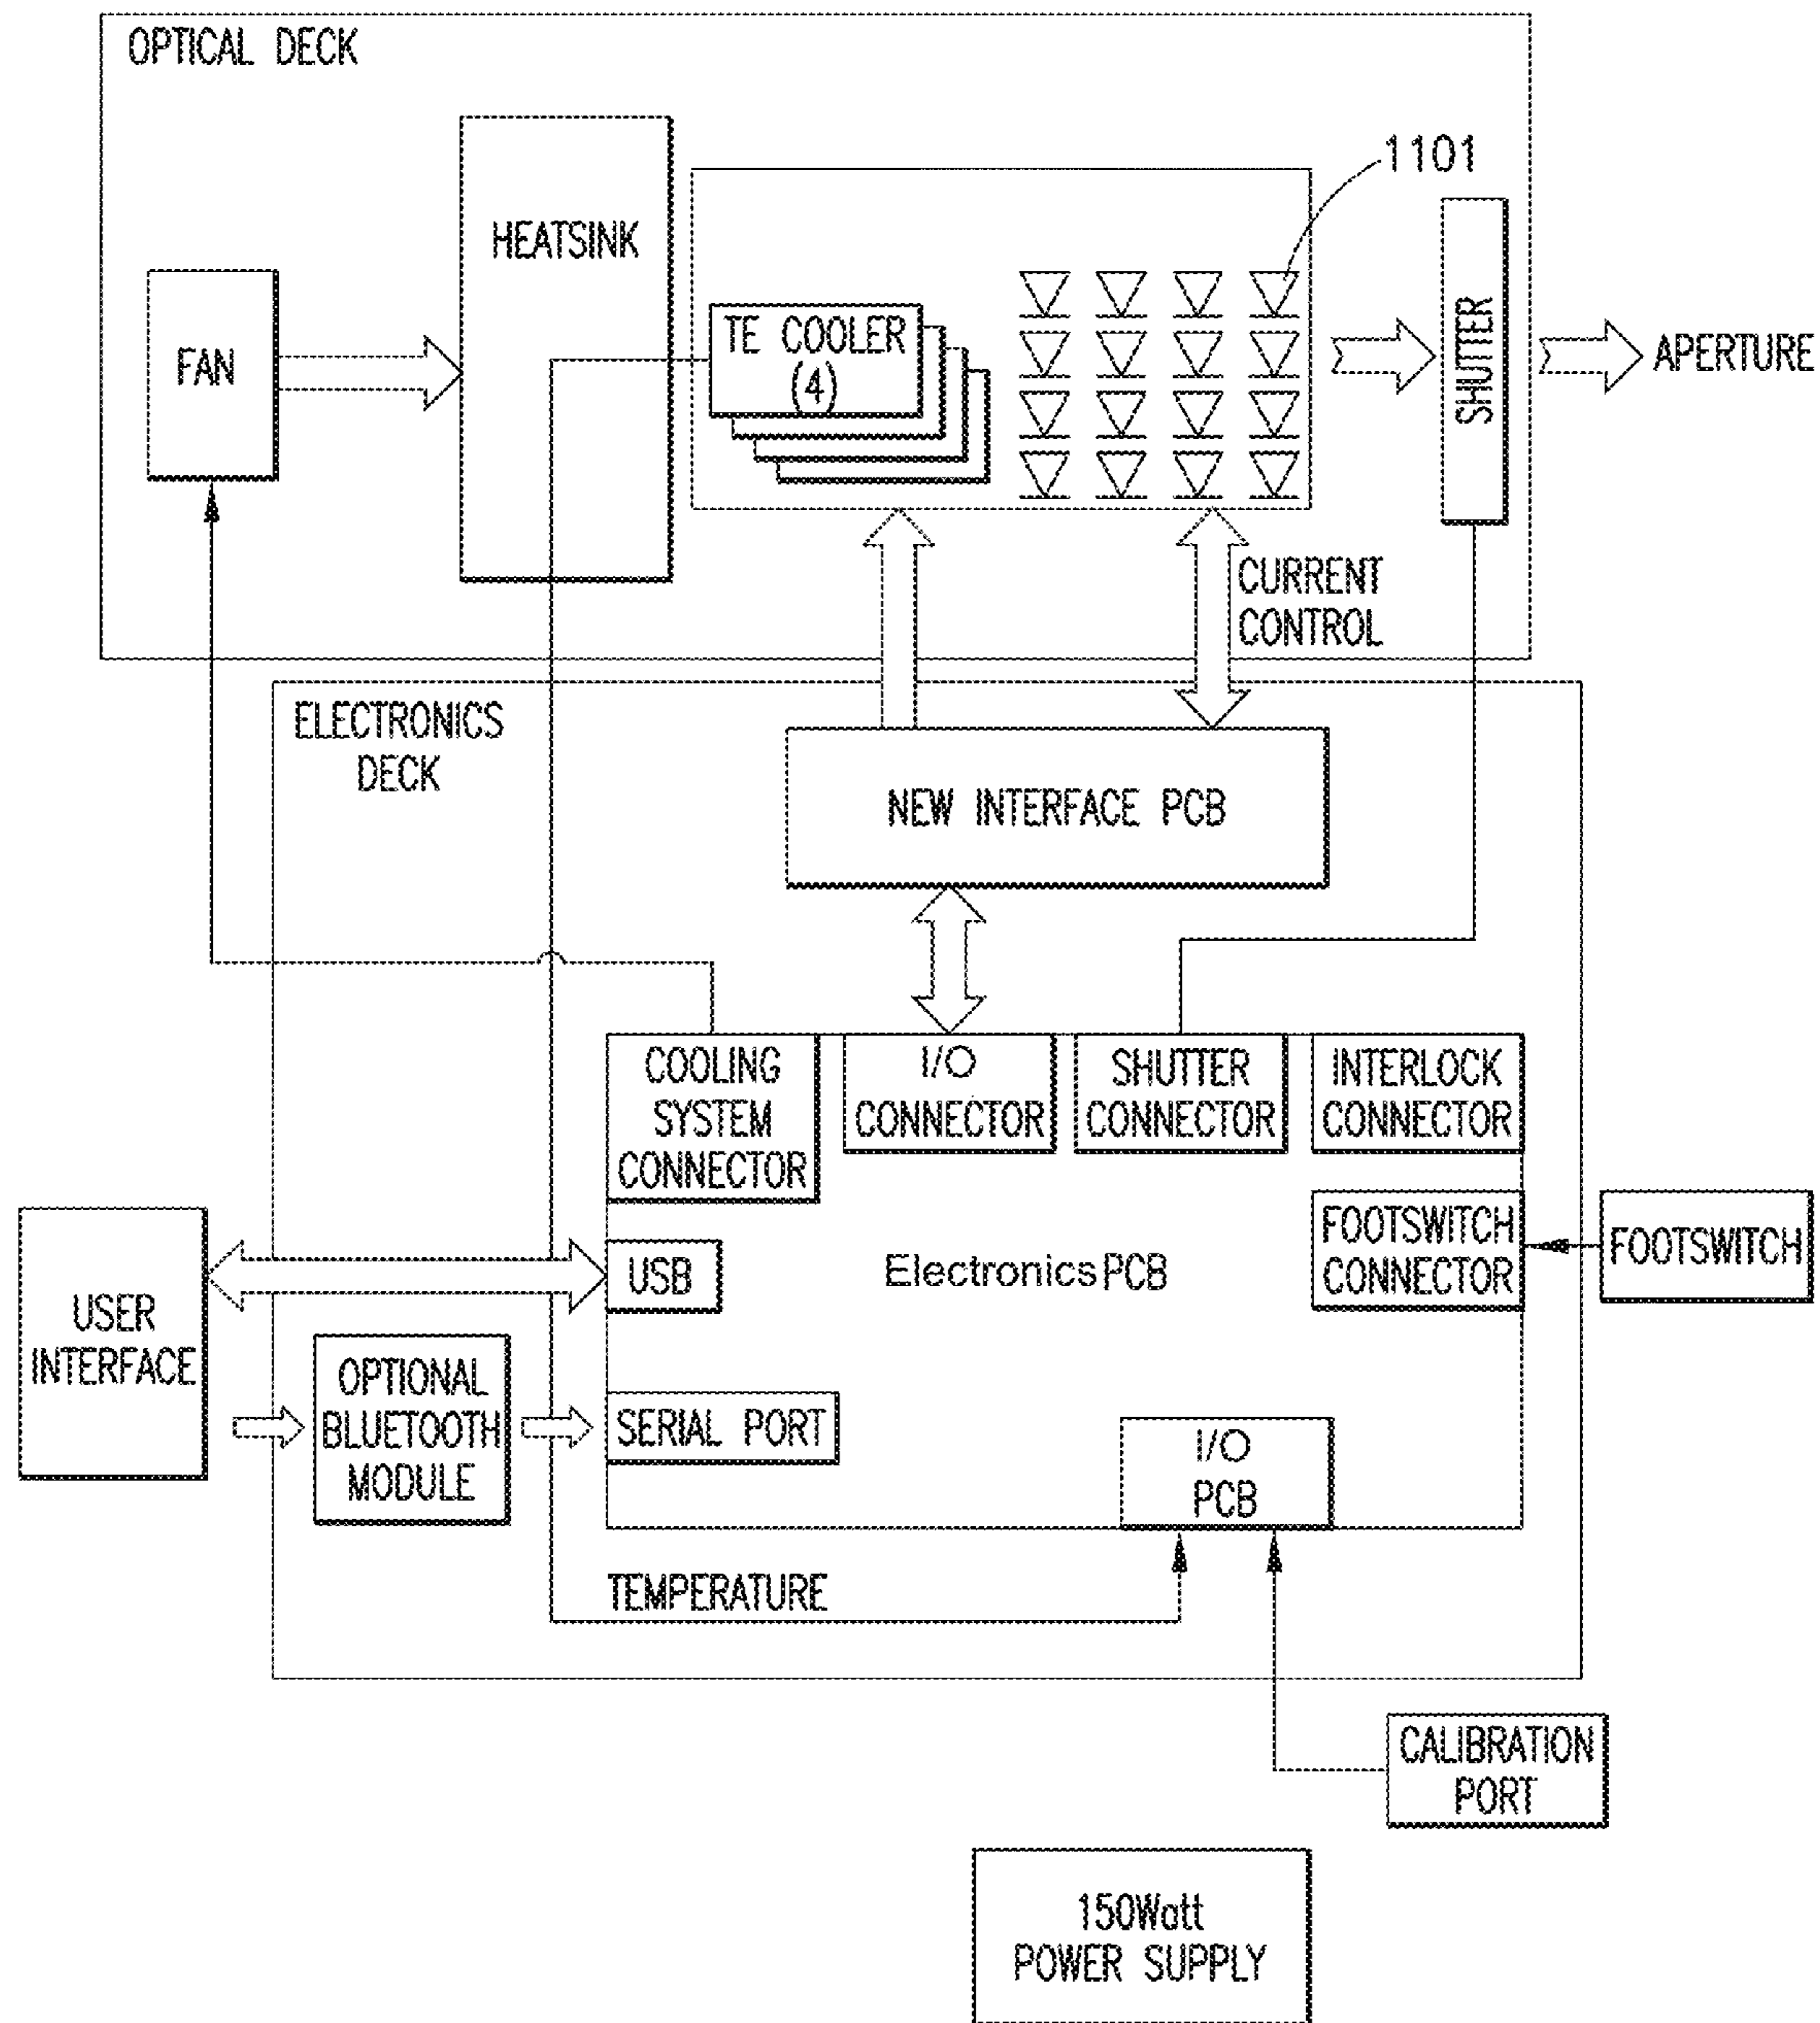 OPTICAL DECK
1101
HEATSINK
FAN
TE COOLER
(4)
SHUTTER
APERTURE
CURRENT
CONTROL
ELECTRONICS
DECK
NEW INTERFACE PCB
COOLING
SYSTEM
CONNECTOR
I/O
CONNECTOR
SHUTTER
CONNECTOR
INTERLOCK
CONNECTOR
FOOTSWITCH
CONNECTOR
FOOTSWITCH
USB
Electronics PCB
USER
INTERFACE
OPTIONAL
BLUETOOTH
MODULE
SERIAL PORT
I/O
PCB
TEMPERATURE
CALIBRATION
PORT
150Watt
POWER SUPPLY